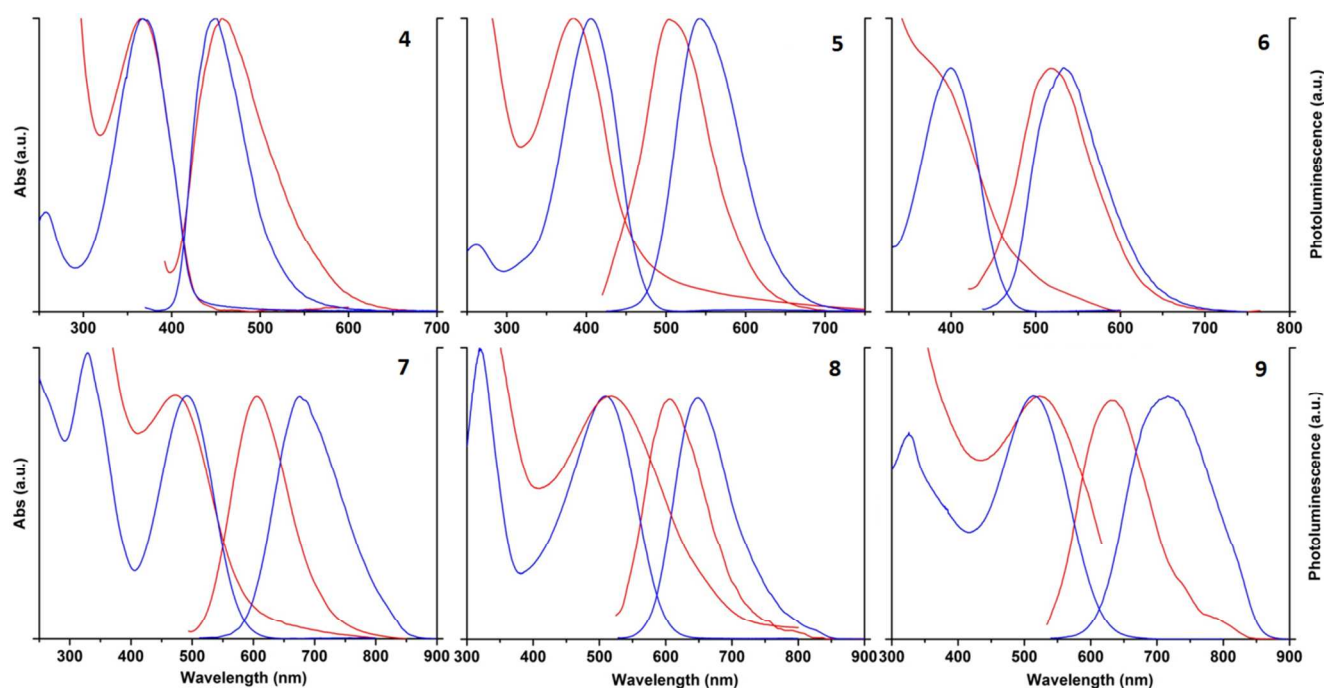 4
5
6
Abs (a.u.)
Photoluminescence (a.u.)
300 400 500 600 700
300 400 500 600 700
400 500 600 700 800
7
8
9
Abs (a.u.)
Photoluminescence (a.u.)
300 400 500 600 700 800 900
300 400 500 600 700 800 900
300 400 500 600 700 800 900
Wavelength (nm)
Wavelength (nm)
Wavelength (nm)